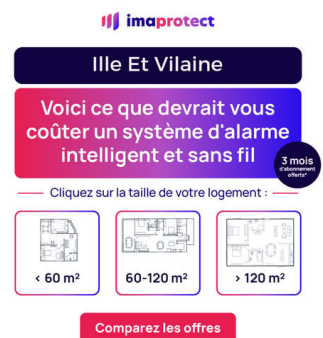 imaprotect
Ille Et Vilaine
Voici ce que devrait vous
coûter un système d'alarme
intelligent et sans fil
3 mois
d'abonnement
offerts*
Cliquez sur la taille de votre logement :
< 60 m²
60-120 m²
> 120 m²
Comparez les offres